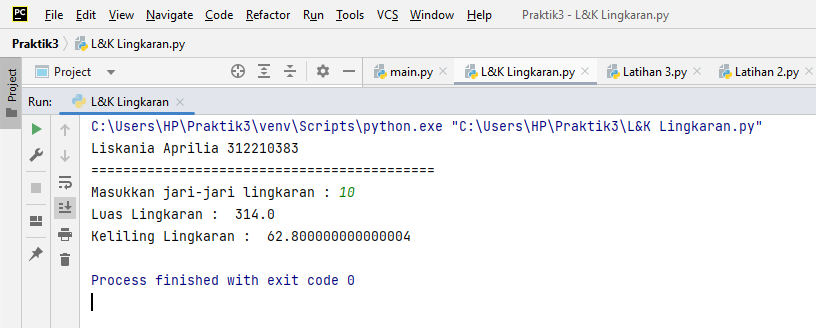 PC File Edit View Navigate Code Refactor Run Tools VCS Window Help Praktik3 - L&K Lingkaran.py
Praktik3 L&K Lingkaran.py
Project Project main.py L&K Lingkaran.py Latihan 3.py Latihan 2.py
Run: L&K Lingkaran
C:\Users\HP\Praktik3\venv\Scripts\python.exe "C:\Users\HP\Praktik3\L&K Lingkaran.py"
Liskania Aprilia 312210383
===========================================
Masukkan jari-jari lingkaran : 10
Luas Lingkaran :  314.0
Keliling Lingkaran :  62.800000000000004
Process finished with exit code 0